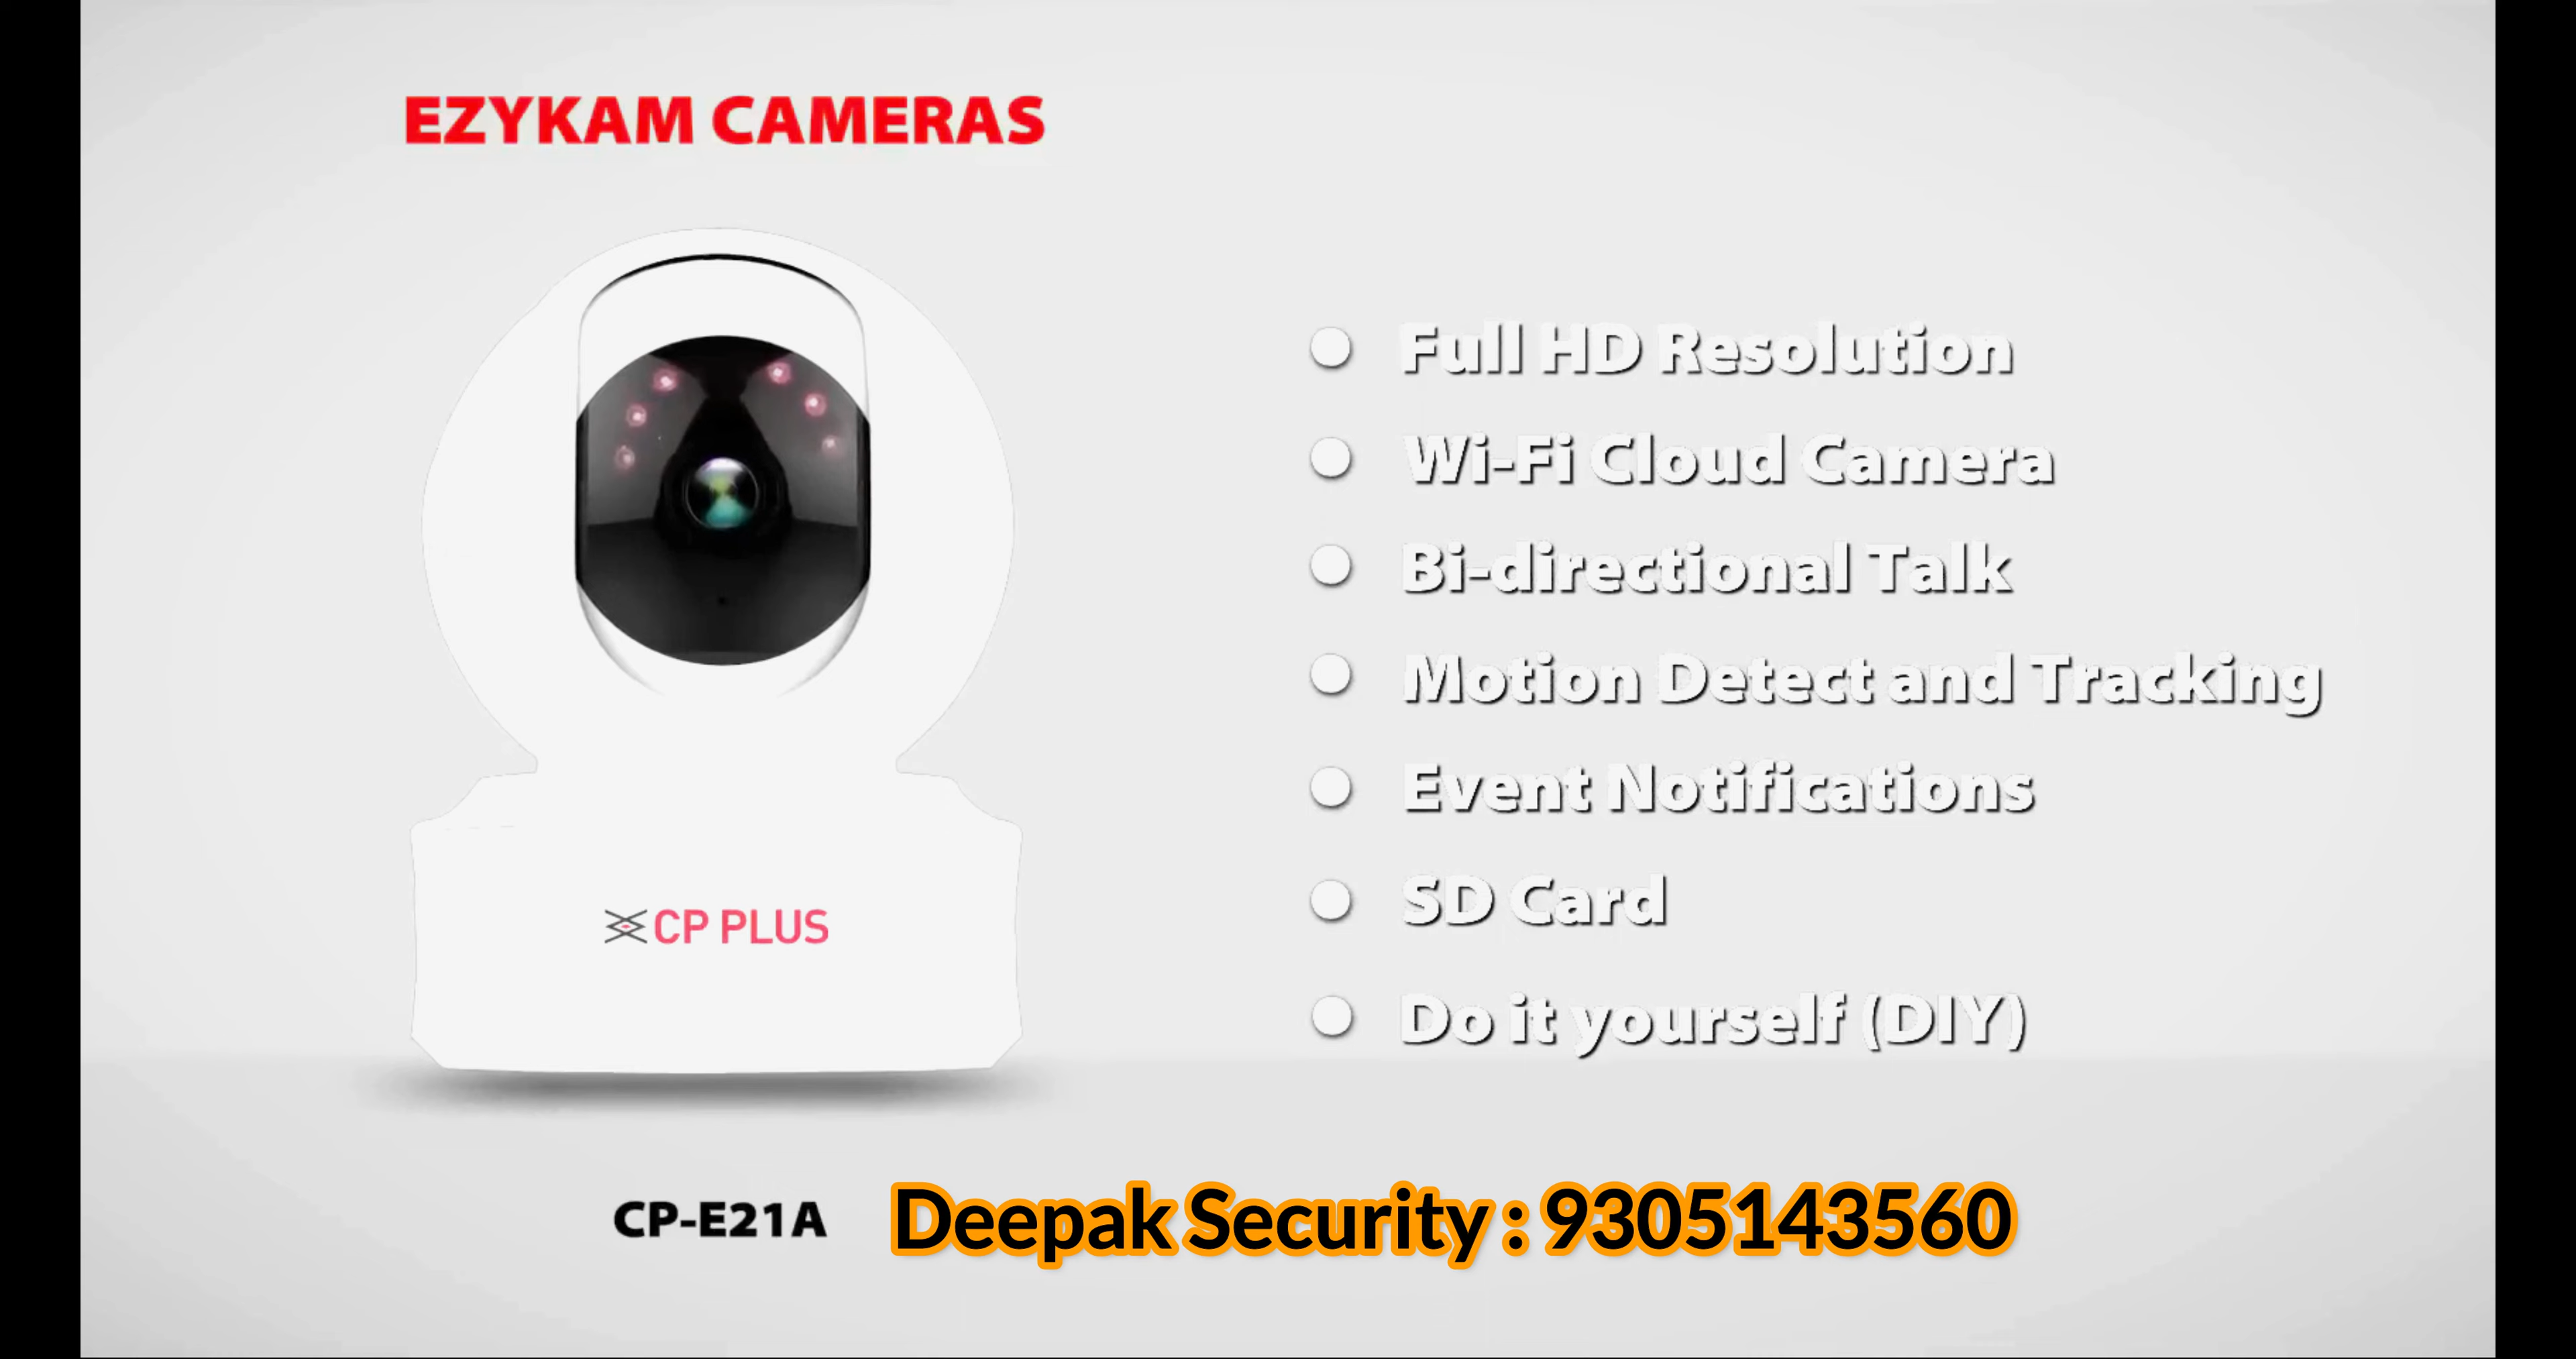 EZYKAM CAMERAS
Full HD Resolution
Wi-Fi Cloud Camera
Bi-directional Talk
Motion Detect and Tracking
Event Notifications
SD Card
Do it yourself (DIY)
CP PLUS
CP-E21A
Deepak Security : 9305143560